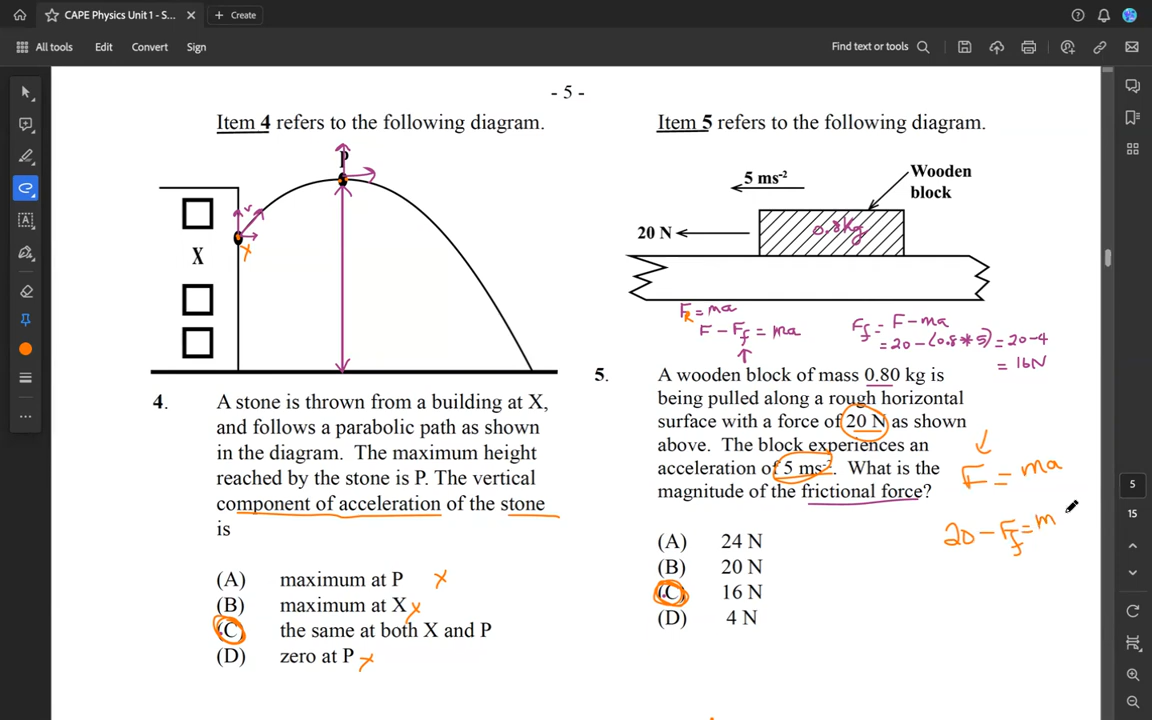 CAPE Physics Unit 1 - S...
Create
All tools
Edit
Convert
Sign
Find text or tools
- 5 -
Item 4 refers to the following diagram.
P
v
X
X
4.
A stone is thrown from a building at X,
and follows a parabolic path as shown
in the diagram. The maximum height
reached by the stone is P. The vertical
component of acceleration of the stone
is
(A) maximum at P x
(B) maximum at X x
(C) the same at both X and P
(D) zero at P x
Item 5 refers to the following diagram.
5 ms-2
Wooden
block
20 N
0.8kg
FR = ma
F - Ff = ma
Ff = F - ma
= 20 - (0.8 * 5) = 20 - 4
= 16N
5.
A wooden block of mass 0.80 kg is
being pulled along a rough horizontal
surface with a force of 20 N as shown
above. The block experiences an
acceleration of 5 ms-2. What is the
magnitude of the frictional force?
F = ma
20 - Ff = m
(A) 24 N
(B) 20 N
(C) 16 N
(D) 4 N
5
15